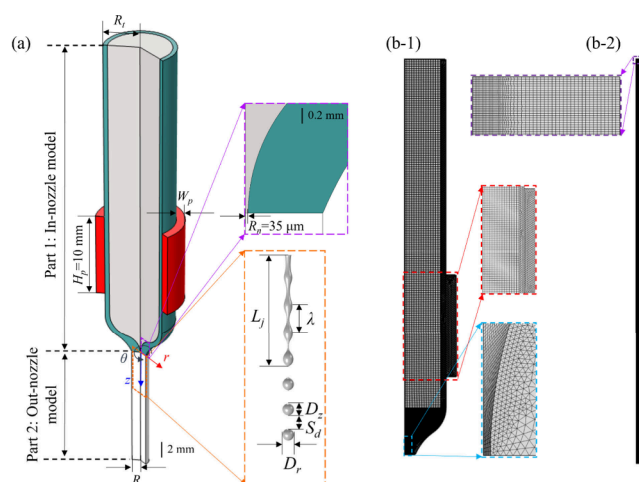 (a)
R_t
(b-1)
(b-2)
Part 1: In-nozzle model
0.2 mm
W_p
R_n=35 μm
H_p=10 mm
L_j
λ
θ
r
z
Part 2: Out-nozzle
model
D_z
S_d
2 mm
D_r
R